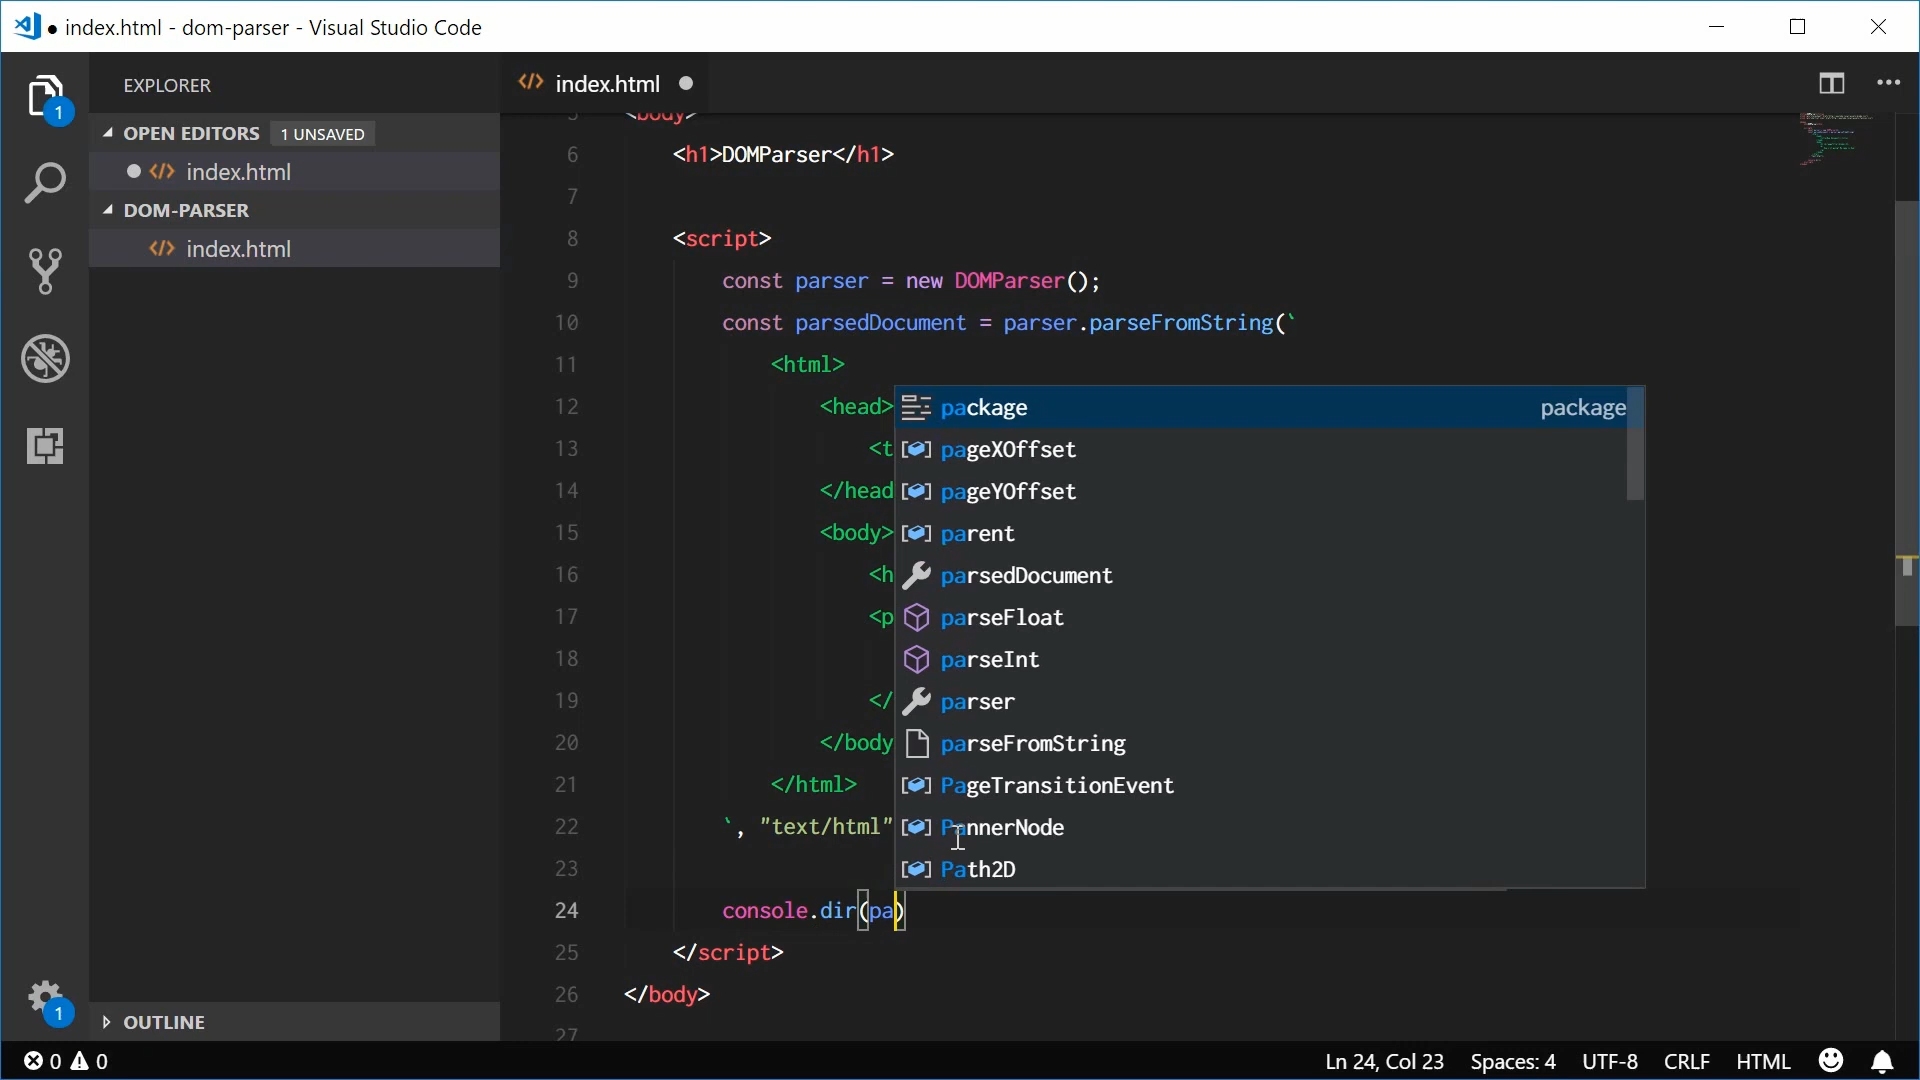 ● index.html - dom-parser - Visual Studio Code
EXPLORER
index.html
1
OPEN EDITORS 1 UNSAVED
index.html
DOM-PARSER
index.html
5 <body>
6 <h1>DOMParser</h1>
7
8 <script>
9 const parser = new DOMParser();
10 const parsedDocument = parser.parseFromString(`
11 <html>
12 <head>
13 <t
14 </head
15 <body>
16 <h
17 <p
18
19 </
20 </body
21 </html>
22 `, "text/html"
23
24 console.dir(pa)
25 </script>
26 </body>
27
package package
pageXOffset
pageYOffset
parent
parsedDocument
parseFloat
parseInt
parser
parseFromString
PageTransitionEvent
PannerNode
Path2D
1
OUTLINE
0 0
Ln 24, Col 23 Spaces: 4 UTF-8 CRLF HTML